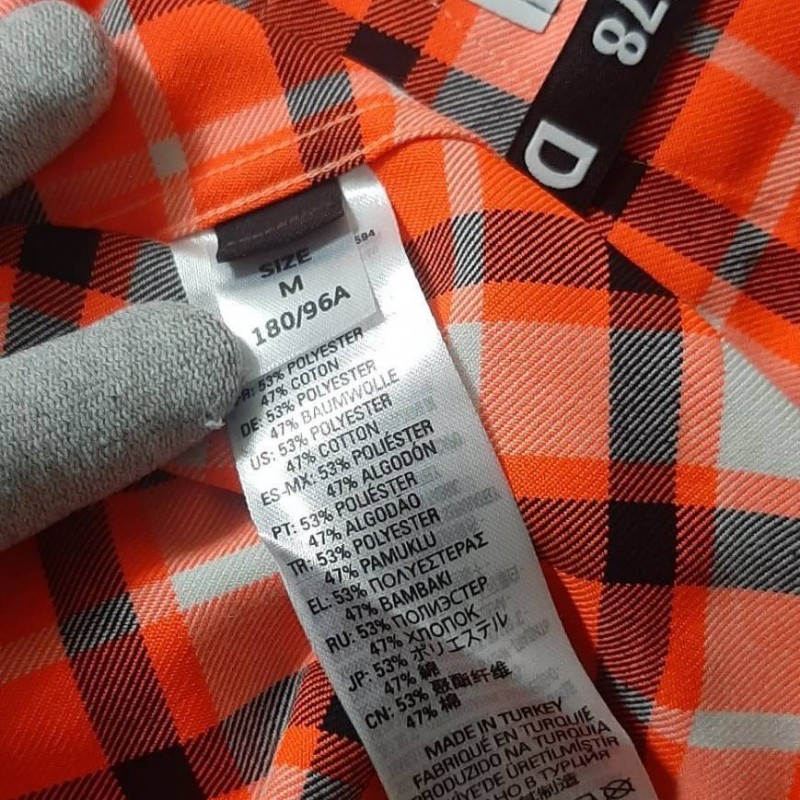 78
D
594
SIZE
M
180/96A
FR: 53% POLYESTER
47% COTON
DE: 53% POLYESTER
47% BAUMWOLLE
US: 53% POLYESTER
47% COTTON
ES-MX: 53% POLIÉSTER
47% ALGODÓN
PT: 53% POLIÉSTER
47% ALGODAO
TR: 53% POLYESTER
47% PAMUKLU
EL: 53% ΠΟΛΥΕΣΤΕΡΑΣ
47% ΒΑΜΒΑΚΙ
RU: 53% ПОЛИЭСТЕР
47% ХЛОПОК
JP: 53% ポリエステル
47% 綿
CN: 53% 聚酯纤维
47% 棉
MADE IN TURKEY
FABRIQUÉ EN TURQUIE
PRODUZIDO NA TURQUIA